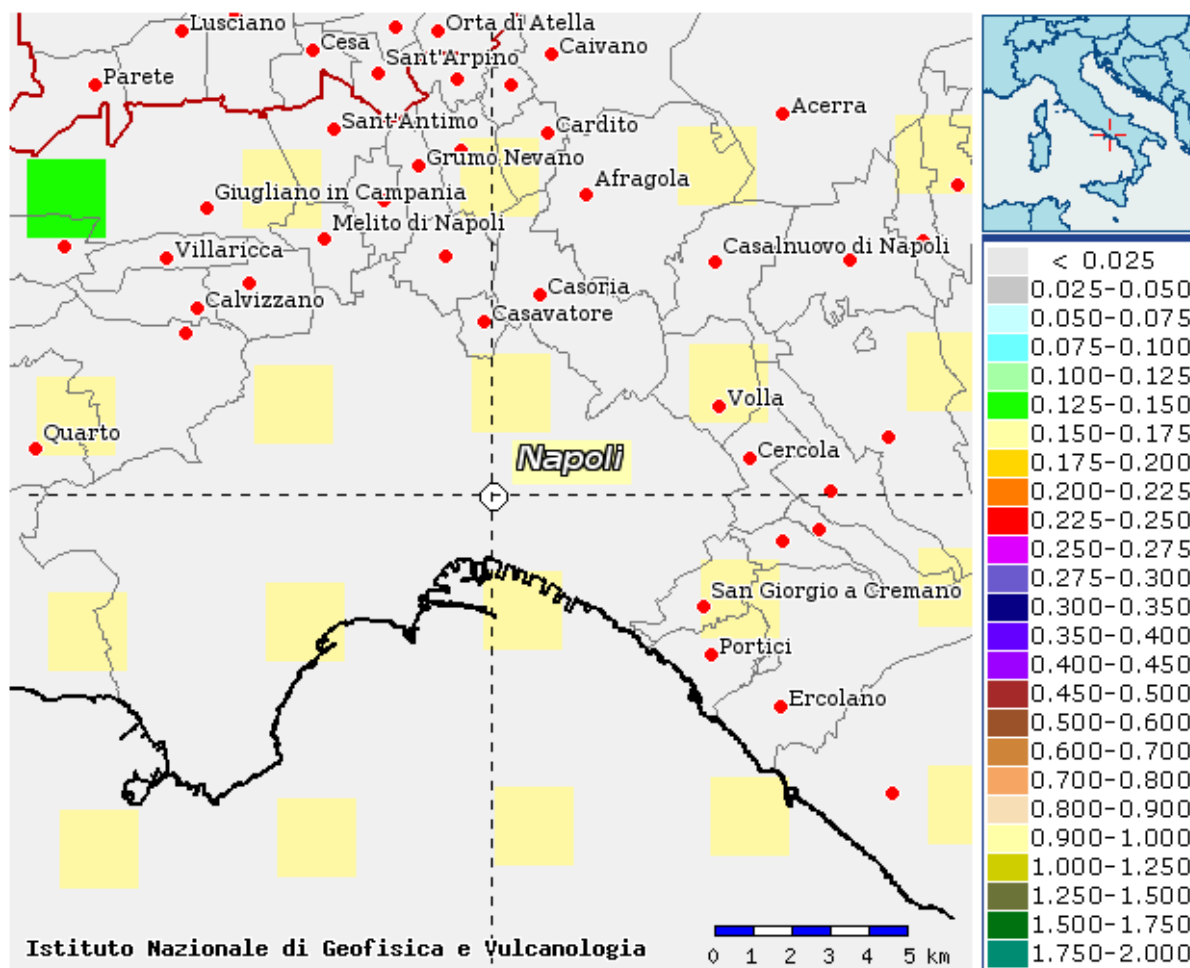 Lusciano
Orta di Atella
Cesa
Caivano
Sant'Arpino
Parete
Acerra
Sant'Antimo
Cardito
Grumo Nevano
Giugliano in Campania
Afragola
Melito di Napoli
Villaricca
Casalnuovo di Napoli
Casoria
Calvizzano
Casavatore
Volla
Quarto
Napoli
Cercola
San Giorgio a Cremano
Portici
Ercolano
Istituto Nazionale di Geofisica e Vulcanologia
0 1 2 3 4 5 km
< 0.025
0.025-0.050
0.050-0.075
0.075-0.100
0.100-0.125
0.125-0.150
0.150-0.175
0.175-0.200
0.200-0.225
0.225-0.250
0.250-0.275
0.275-0.300
0.300-0.350
0.350-0.400
0.400-0.450
0.450-0.500
0.500-0.600
0.600-0.700
0.700-0.800
0.800-0.900
0.900-1.000
1.000-1.250
1.250-1.500
1.500-1.750
1.750-2.000